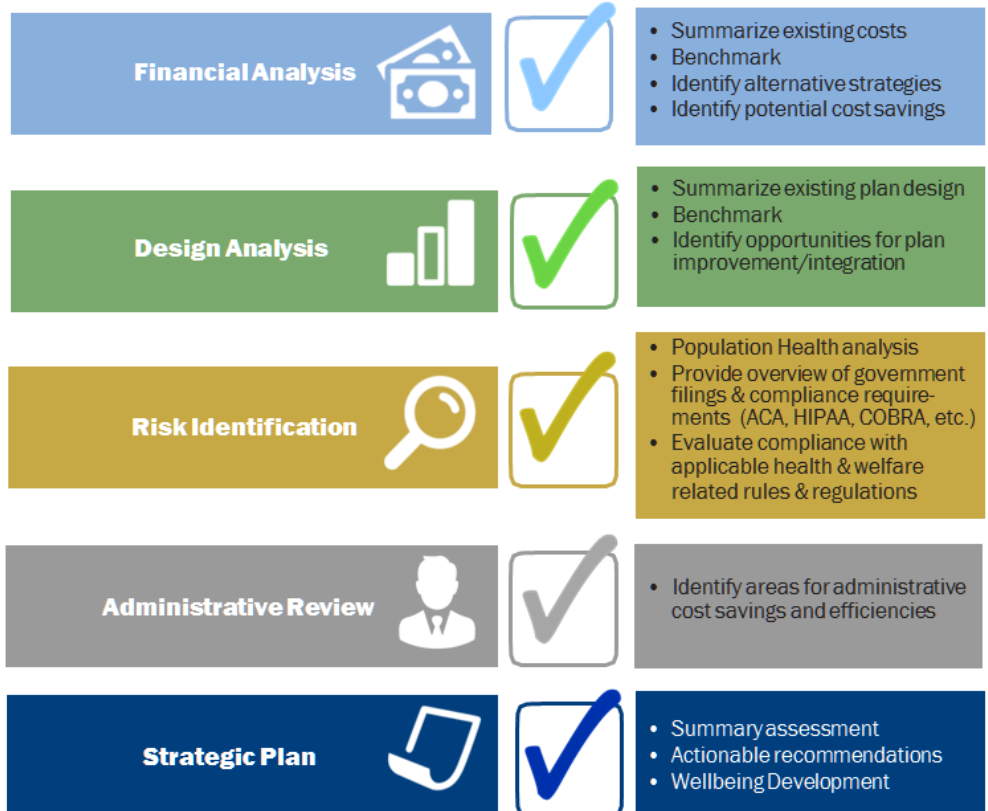 Financial Analysis
• Summarize existing costs
• Benchmark
• Identify alternative strategies
• Identify potential cost savings
Design Analysis
• Summarize existing plan design
• Benchmark
• Identify opportunities for plan
improvement/integration
Risk Identification
• Population Health analysis
• Provide overview of government
filings & compliance require-
ments (ACA, HIPAA, COBRA, etc.)
• Evaluate compliance with
applicable health & welfare
related rules & regulations
Administrative Review
• Identify areas for administrative
cost savings and efficiencies
Strategic Plan
• Summary assessment
• Actionable recommendations
• Wellbeing Development